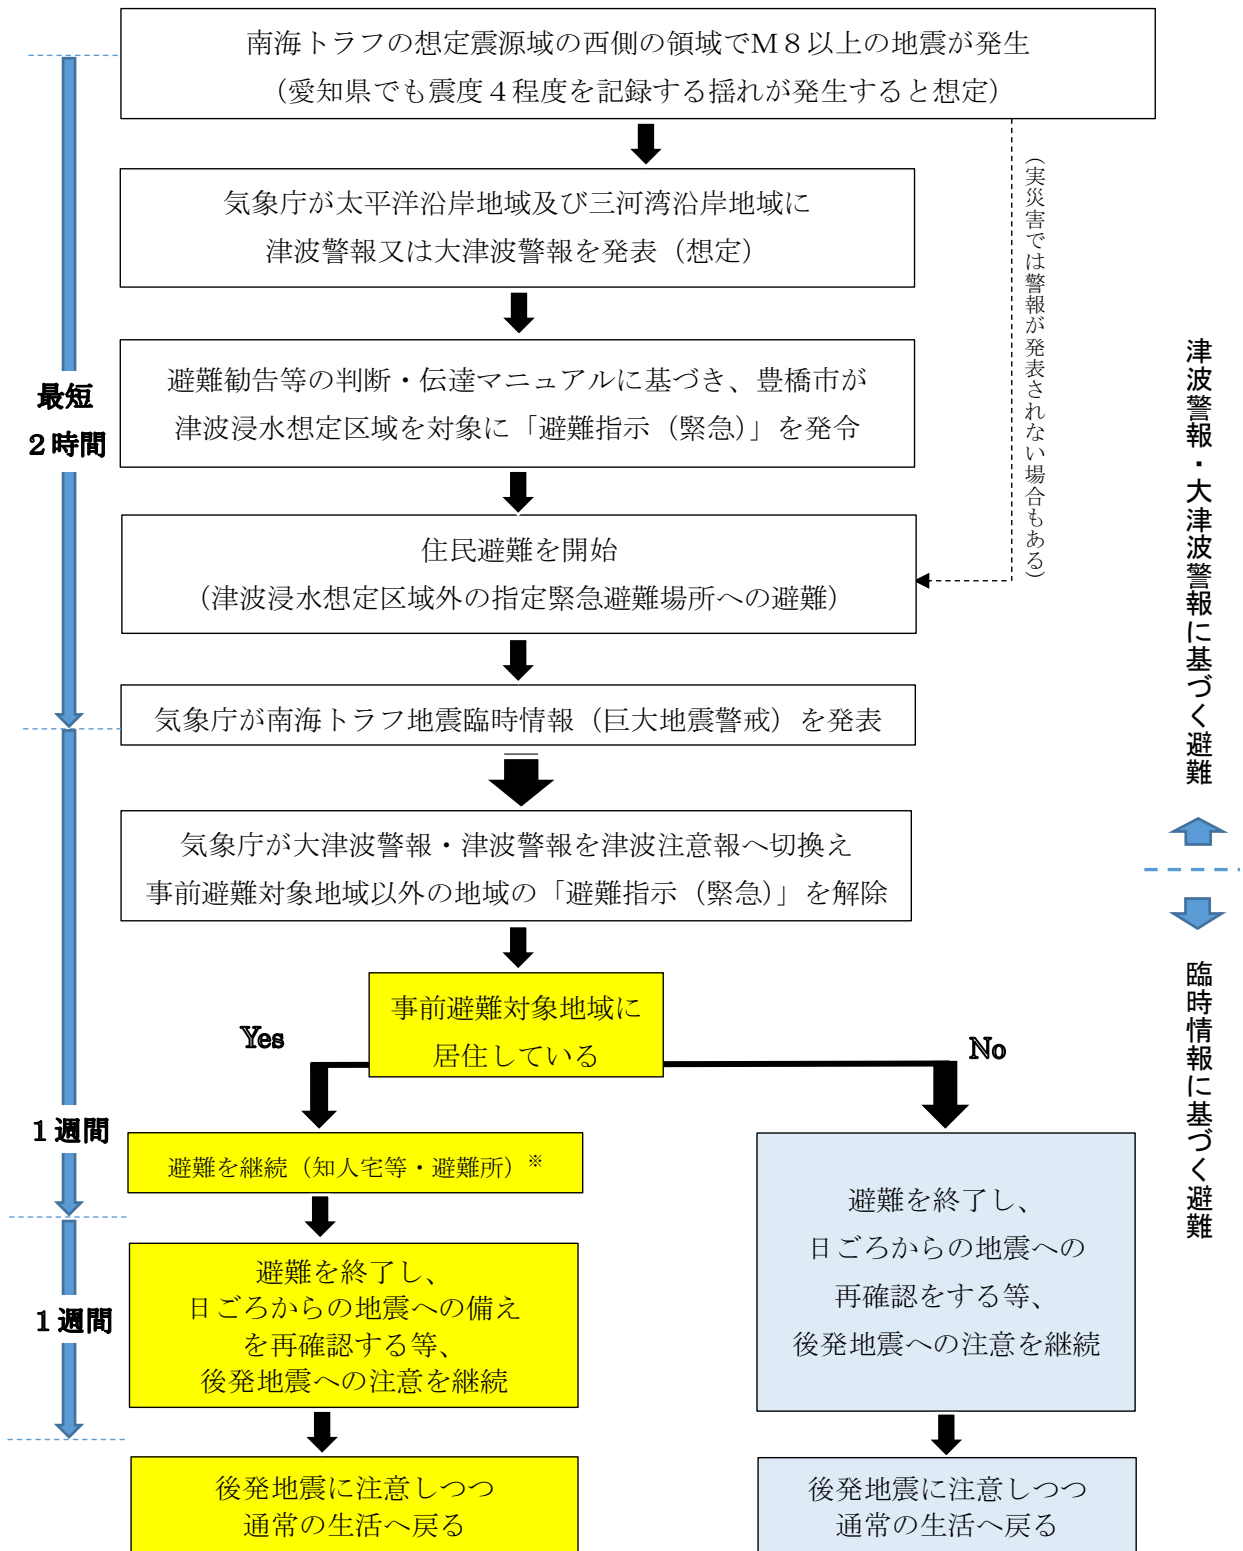 南海トラフの想定震源域の西側の領域でM８以上の地震が発生
（愛知県でも震度４程度を記録する揺れが発生すると想定）
気象庁が太平洋沿岸地域及び三河湾沿岸地域に
津波警報又は大津波警報を発表（想定）
（実災害では警報が発表されない場合もある）
避難勧告等の判断・伝達マニュアルに基づき、豊橋市が
津波浸水想定区域を対象に「避難指示（緊急）」を発令
最短
２時間
住民避難を開始
（津波浸水想定区域外の指定緊急避難場所への避難）
津波警報・大津波警報に基づく避難
気象庁が南海トラフ地震臨時情報（巨大地震警戒）を発表
気象庁が大津波警報・津波警報を津波注意報へ切換え
事前避難対象地域以外の地域の「避難指示（緊急）」を解除
臨時情報に基づく避難
事前避難対象地域に
居住している
Yes
No
１週間
避難を継続（知人宅等・避難所）※
避難を終了し、
日ごろからの地震への備え
を再確認する等、
後発地震への注意を継続
１週間
避難を終了し、
日ごろからの地震への
再確認をする等、
後発地震への注意を継続
後発地震に注意しつつ
通常の生活へ戻る
後発地震に注意しつつ
通常の生活へ戻る